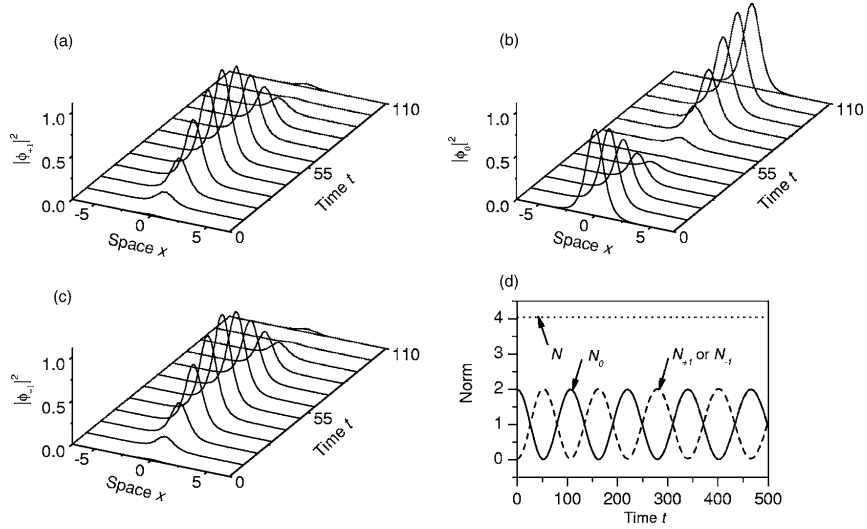 (a)
|ϕ+1|²
1.0
0.5
0.0
-5
0
5
Space x
0
55
110
Time t
(b)
|ϕ0|²
1.0
0.5
0.0
-5
0
5
Space x
0
55
110
Time t
(c)
|ϕ-1|²
1.0
0.5
0.0
-5
0
5
Space x
0
55
110
Time t
(d)
Norm
4
3
2
1
0
N
N0
N+1 or N-1
0 100 200 300 400 500
Time t